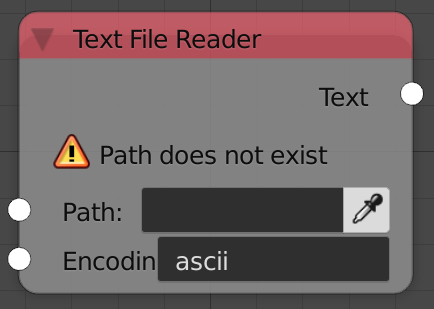 Text File Reader
Text
Path does not exist
Path:
Encodin ascii